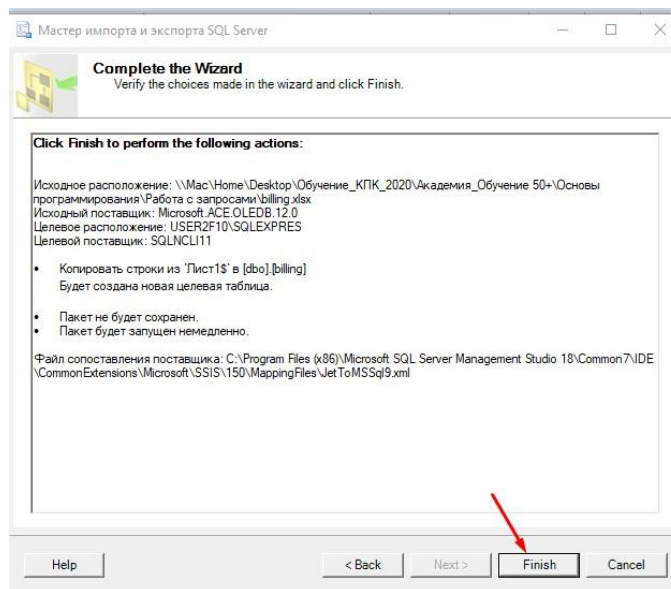 Мастер импорта и экспорта SQL Server
Complete the Wizard
Verify the choices made in the wizard and click Finish.
Click Finish to perform the following actions:
Исходное расположение: \\Mac\Home\Desktop\Обучение_КПК_2020\Академия_Обучение 50+\Основы
программирования\Работа с запросами\billing.xlsx
Исходный поставщик: Microsoft.ACE.OLEDB.12.0
Целевое расположение: USER2F10\SQLEXPRES
Целевой поставщик: SQLNCLI11
• Копировать строки из `Лист1$` в [dbo].[billing]
Будет создана новая целевая таблица.
• Пакет не будет сохранен.
• Пакет будет запущен немедленно.
Файл сопоставления поставщика: C:\Program Files (x86)\Microsoft SQL Server Management Studio 18\Common7\IDE
\CommonExtensions\Microsoft\SSIS\150\MappingFiles\JetToMSSql9.xml
Help < Back Next > Finish Cancel